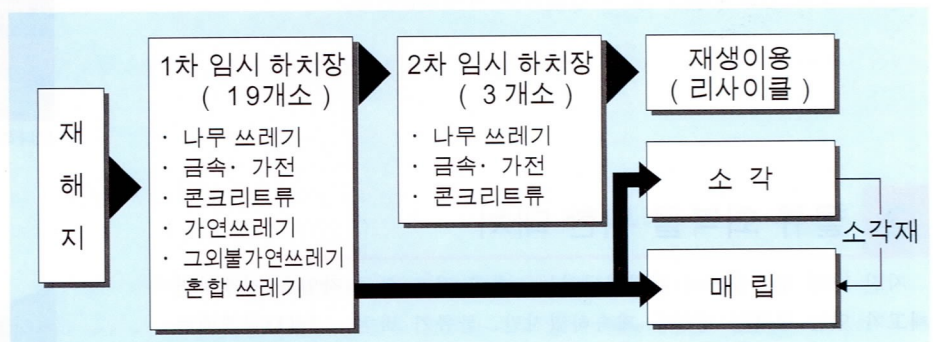 재해지
1차 임시 하치장
( 19개소 )
· 나무 쓰레기
· 금속· 가전
· 콘크리트류
· 가연쓰레기
· 그외불가연쓰레기
혼합 쓰레기
2차 임시 하치장
( 3개소 )
· 나무 쓰레기
· 금속· 가전
· 콘크리트류
재생이용
( 리사이클 )
소 각
소각재
매 립